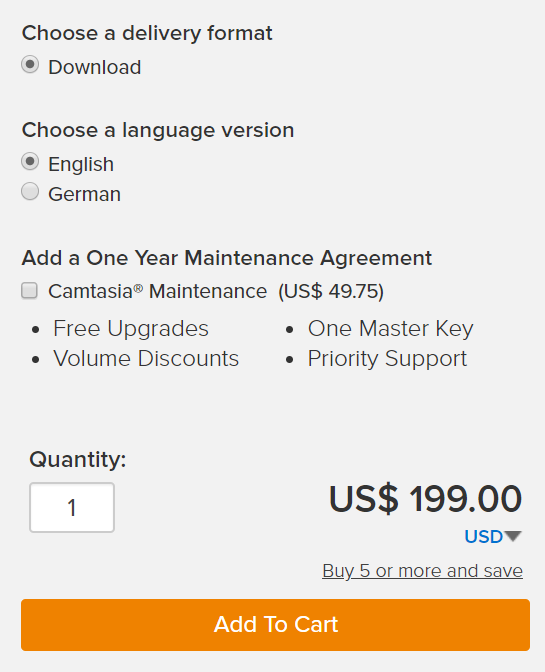 Choose a delivery format
Download
Choose a language version
English
German
Add a One Year Maintenance Agreement
Camtasia® Maintenance (US$ 49.75)
Free Upgrades
One Master Key
Volume Discounts
Priority Support
Quantity:
1
US$ 199.00
USD
Buy 5 or more and save
Add To Cart